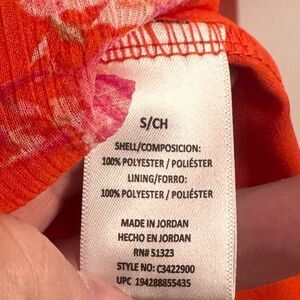 S/CH
SHELL/COMPOSICION:
100% POLYESTER / POLIÉSTER
LINING/FORRO:
100% POLYESTER / POLIÉSTER
MADE IN JORDAN
HECHO EN JORDAN
RN# 51323
STYLE NO: C3422900
UPC 194288855435